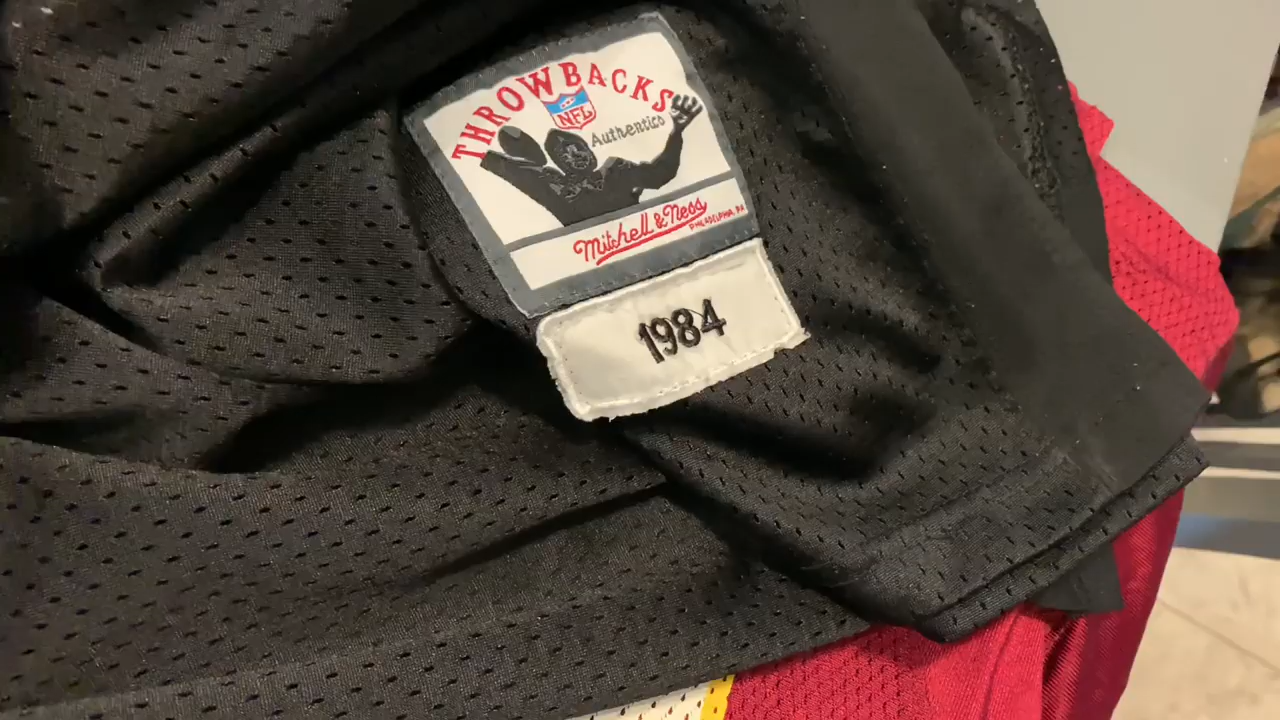 THROWBACKS
NFL
Authentics
Mitchell & Ness
PHILADELPHIA, PA
1984